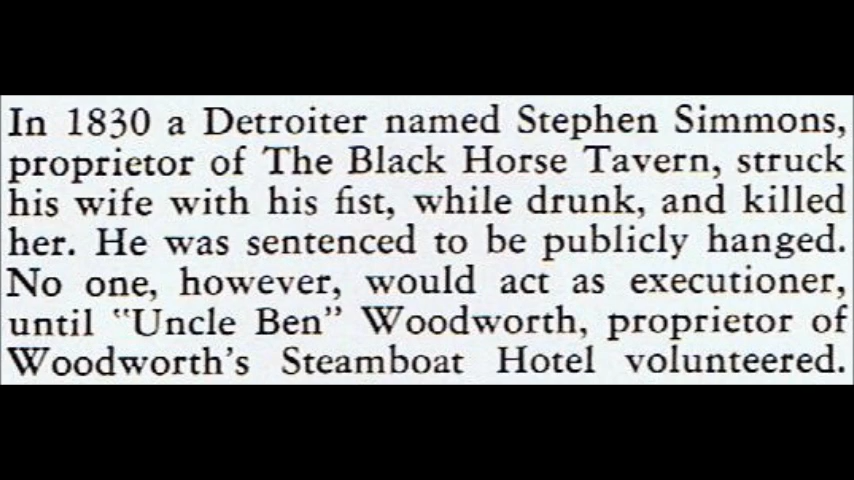 In 1830 a Detroiter named Stephen Simmons,
proprietor of The Black Horse Tavern, struck
his wife with his fist, while drunk, and killed
her. He was sentenced to be publicly hanged.
No one, however, would act as executioner,
until “Uncle Ben” Woodworth, proprietor of
Woodworth's Steamboat Hotel volunteered.